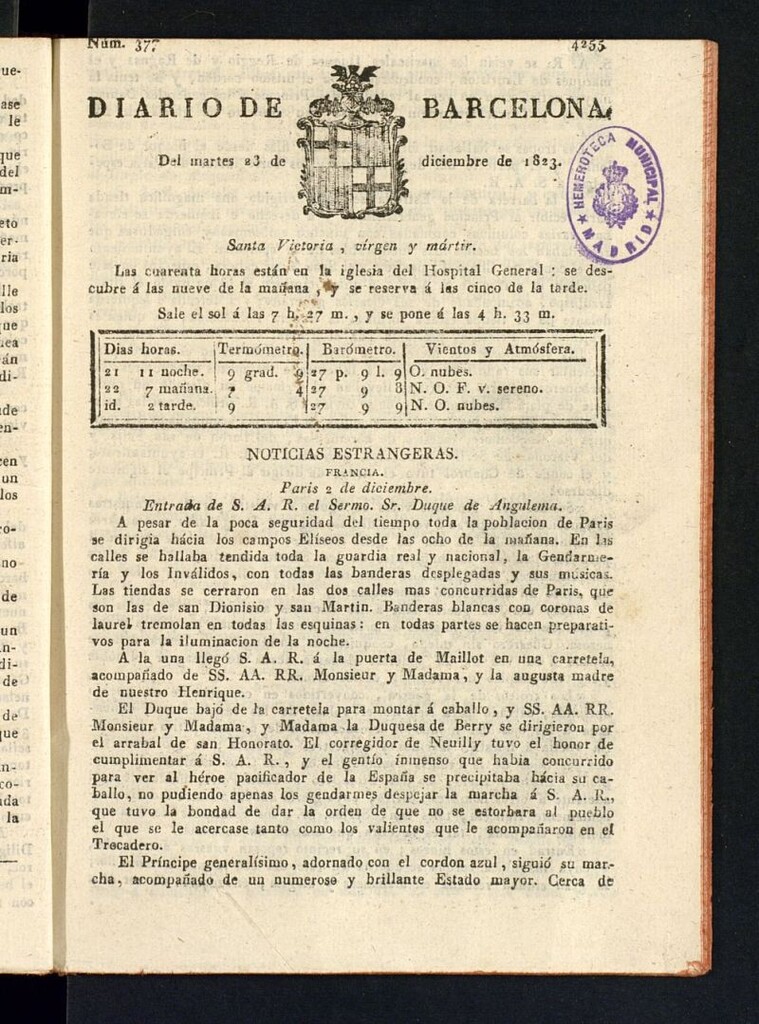 Núm. 377
4255
DIARIO DE BARCELONA.
Del martes 23 de diciembre de 1823.
HEMEROTECA MUNICIPAL
MADRID
Santa Victoria , vírgen y mártir.
Las cuarenta horas están en la iglesia del Hospital General : se des-
cubre á las nueve de la mañana , y se reserva á las cinco de la tarde.
Sale el sol á las 7 h. 27 m. , y se pone á las 4 h. 33 m.
Dias horas. Termómetro. Barómetro. Vientos y Atmósfera.
21 11 noche. 9 grad. 9 27 p. 9 l. 9 O. nubes.
22 7 mañana. 7 4 27 9 8 N. O. F. v. sereno.
id. 2 tarde. 9 27 9 9 N. O. nubes.
NOTICIAS ESTRANGERAS.
FRANCIA.
Paris 2 de diciembre.
Entrada de S. A. R. el Sermo. Sr. Duque de Angulema.
A pesar de la poca seguridad del tiempo toda la poblacion de Paris
se dirigia hácia los campos Elíseos desde las ocho de la mañana. En las
calles se hallaba tendida toda la guardia real y nacional, la Gendarme-
ría y los Inválidos, con todas las banderas desplegadas y sus músicas.
Las tiendas se cerraron en las dos calles mas concurridas de Paris, que
son las de san Dionisio y san Martin. Banderas blancas con coronas de
laurel tremolan en todas las esquinas: en todas partes se hacen preparati-
vos para la iluminacion de la noche.
A la una llegó S. A. R. á la puerta de Maillot en una carretela,
acompañado de SS. AA. RR. Monsieur y Madama, y la augusta madre
de nuestro Henrique.
El Duque bajó de la carretela para montar á caballo, y SS. AA. RR.
Monsieur y Madama, y Madama la Duquesa de Berry se dirigieron por
el arrabal de san Honorato. El corregidor de Neuilly tuvo el honor de
cumplimentar á S. A. R., y el gentío inmenso que habia concurrido
para ver al héroe pacificador de la España se precipitaba hácia su ca-
ballo, no pudiendo apenas los gendarmes despejar la marcha á S. A. R.,
que tuvo la bondad de dar la orden de que no se estorbara al pueblo
el que se le acercase tanto como los valientes que le acompañaron en el
Trocadero.
El Príncipe generalísimo, adornado con el cordon azul, siguió su mar-
cha, acompañado de un numeroso y brillante Estado mayor. Cerca de